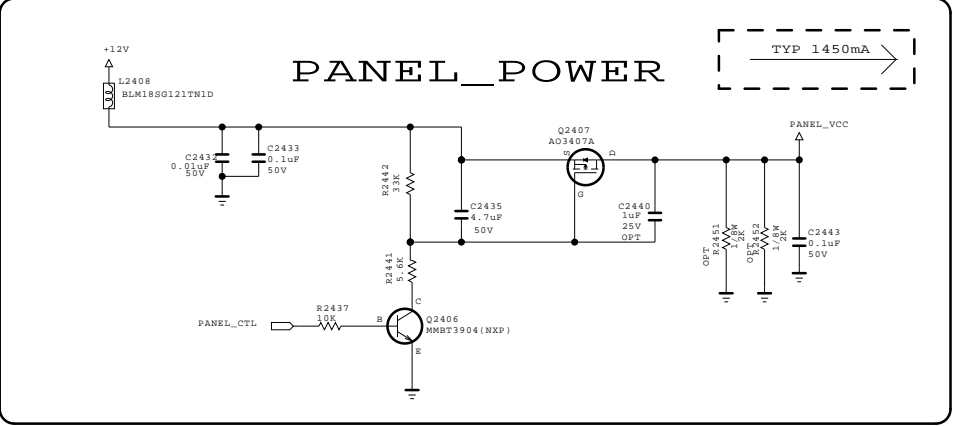 +12V
L2408
BLM18SG121TN1D
PANEL_POWER
TYP 1450mA
PANEL_VCC
C2432
0.01uF
50V
C2433
0.1uF
50V
R2442
33K
Q2407
AO3407A
S
D
G
C2435
4.7uF
50V
C2440
1uF
25V
OPT
OPT
R2451
1/8W
2K
OPT
R2452
1/8W
2K
C2443
0.1uF
50V
R2441
5.6K
C
PANEL_CTL
R2437
10K
B
Q2406
MMBT3904(NXP)
E